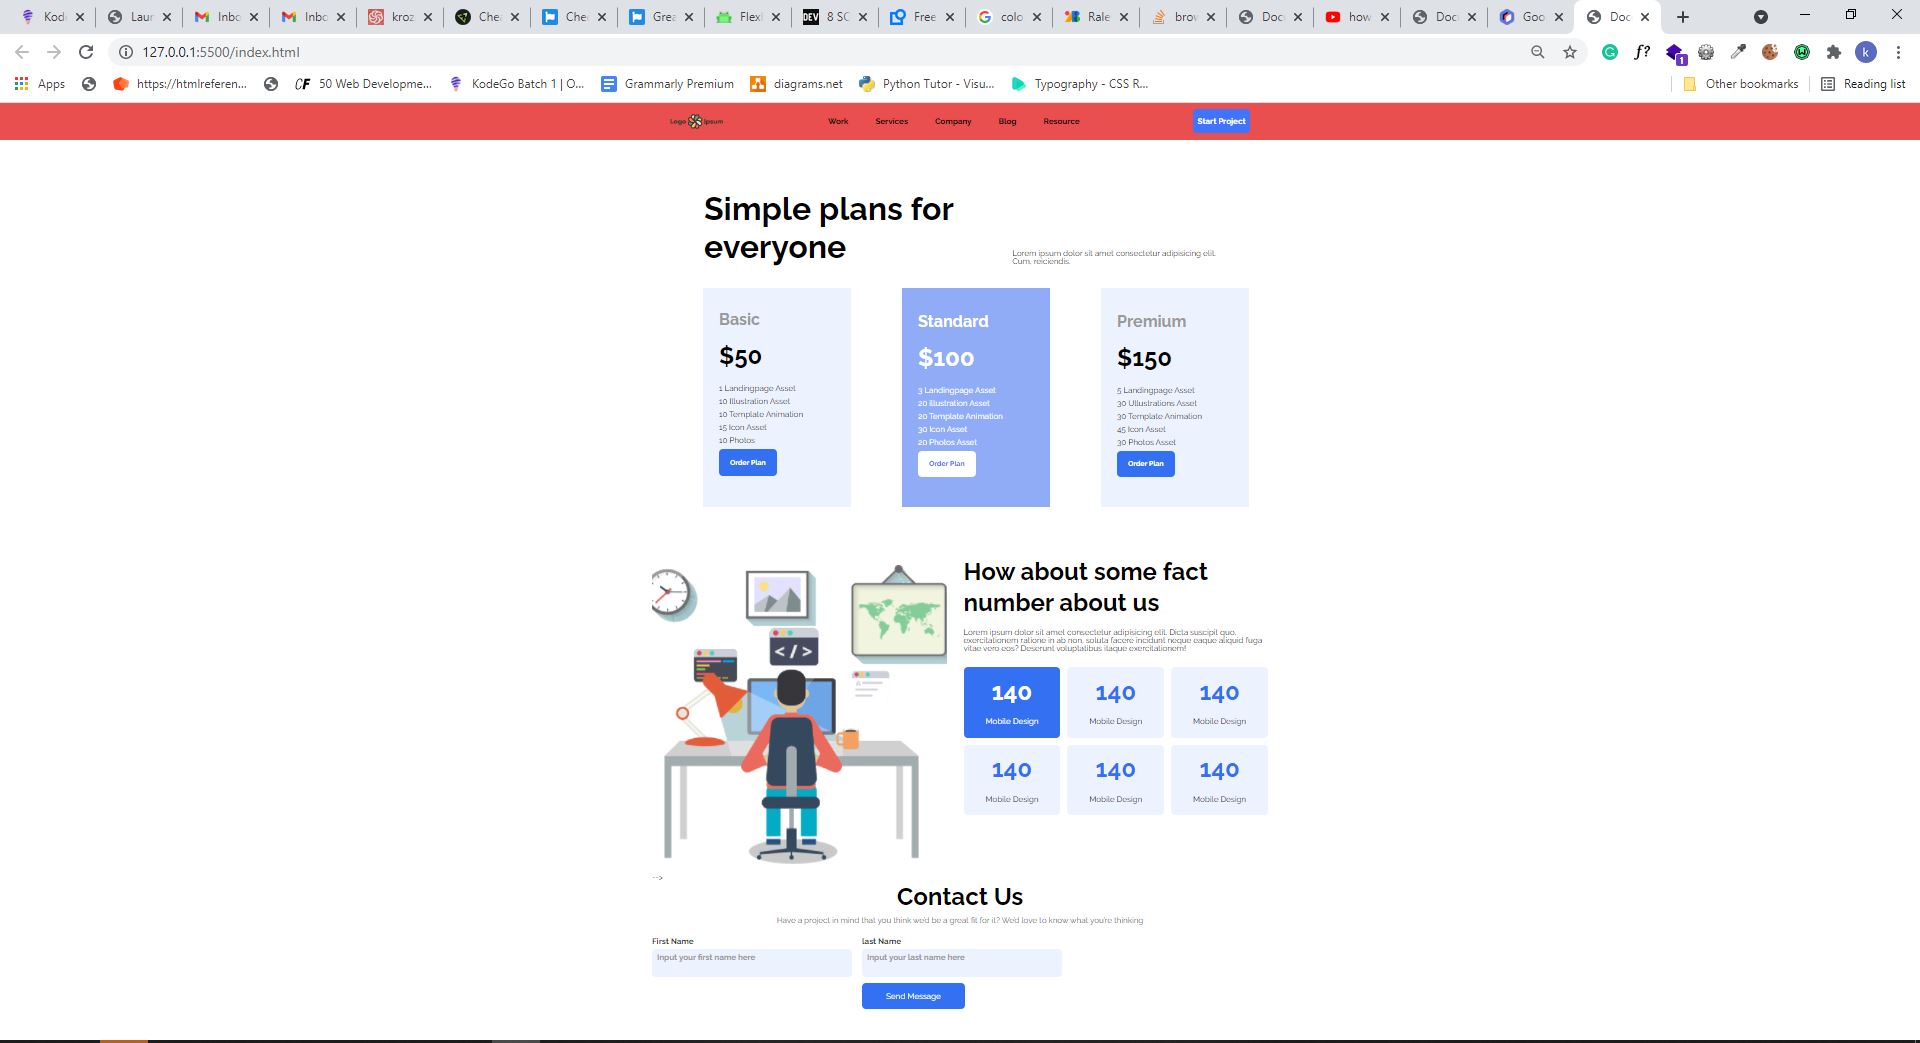 Kod
Laur
Inbo
Inbo
kroz
Chea
Chec
Grea
Flexl
DEV
8 SC
Free
colo
Rale
brow
Doc
how
Doc
Goo
Doc
127.0.0.1:5500/index.html
f?
1
k
Apps
https://htmlreferen...
CF 50 Web Developme...
KodeGo Batch 1 | O...
Grammarly Premium
diagrams.net
Python Tutor - Visu...
Typography - CSS R...
Other bookmarks
Reading list
Logo Ipsum
Work
Services
Company
Blog
Resource
Start Project
Simple plans for
everyone
Lorem ipsum dolor sit amet consectetur adipisicing elit.
Cum, reiciendis.
Basic
$50
1 Landingpage Asset
10 Illustration Asset
10 Template Animation
15 Icon Asset
10 Photos
Order Plan
Standard
$100
3 Landingpage Asset
20 illustration Asset
20 Template Animation
30 Icon Asset
20 Photos Asset
Order Plan
Premium
$150
5 Landingpage Asset
30 Ullustrations Asset
30 Template Animation
45 Icon Asset
30 Photos Asset
Order Plan
</>
How about some fact
number about us
Lorem ipsum dolor sit amet consectetur adipisicing elit. Dicta suscipit quo,
exercitationem ratione in ab non, soluta facere incidunt neque eaque aliquid fuga
vitae vero eos? Deserunt voluptatibus itaque exercitationem!
140
Mobile Design
140
Mobile Design
140
Mobile Design
140
Mobile Design
140
Mobile Design
140
Mobile Design
-->
Contact Us
Have a project in mind that you think we'd be a great fit for it? We'd love to know what you're thinking
First Name
last Name
Input your first name here
Input your last name here
Send Message